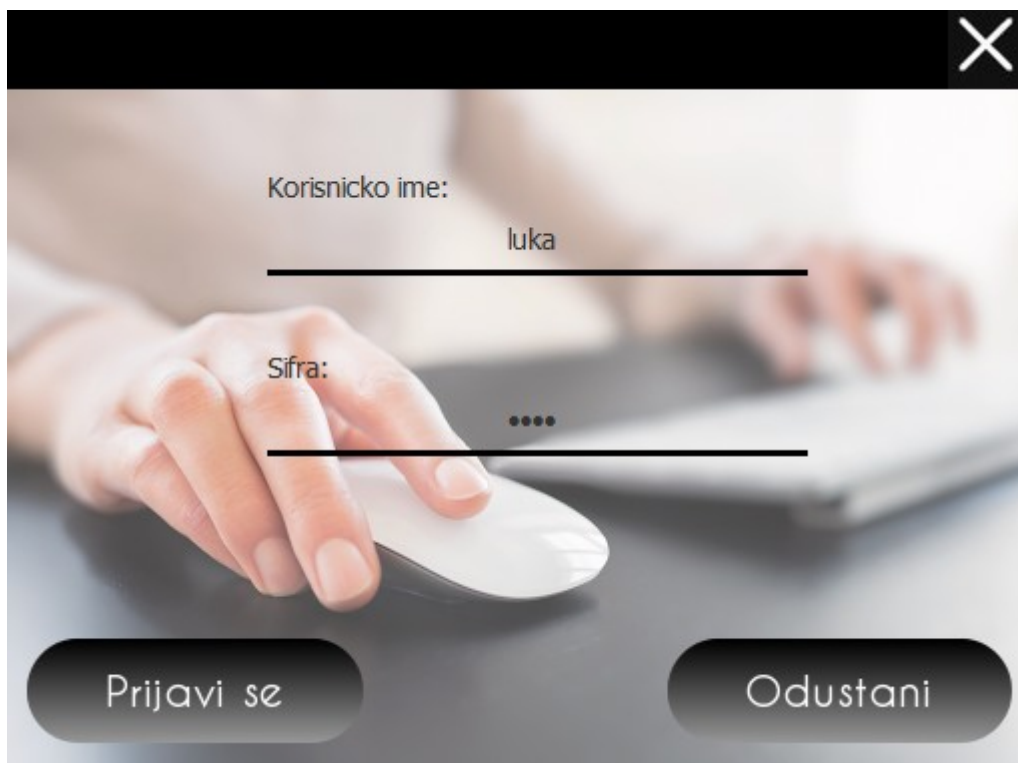 Korisnicko ime:
luka
Sifra:
••••
Prijavi se
Odustani